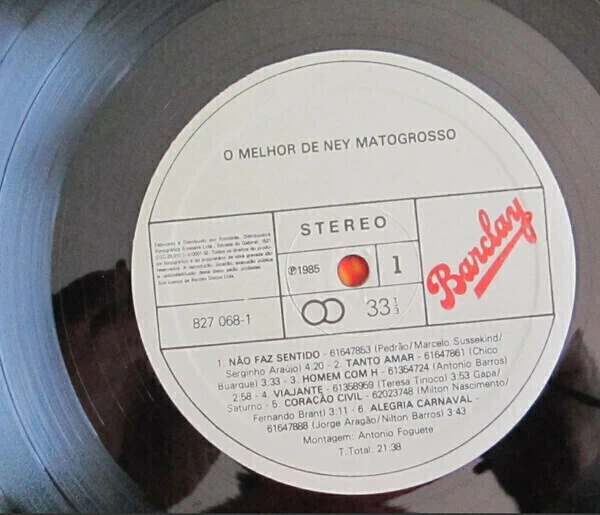 O MELHOR DE NEY MATOGROSSO
STEREO
℗1985
1
33 1/3
827 068-1
Barclay
1. NÃO FAZ SENTIDO - 61647853 (Pedrão/Marcelo Sussekind/
Serginho Araújo) 4:20 - 2. TANTO AMAR - 61647861 (Chico
Buarque) 3:33 - 3. HOMEM COM H - 61354724 (Antonio Barros)
2:58 - 4. VIAJANTE - 61358969 (Teresa Tinoco) 3:53 Gapa/
Saturno - 5. CORAÇÃO CIVIL - 62023748 (Milton Nascimento/
Fernando Brant) 3:11 - 6. ALEGRIA CARNAVAL -
61647888 (Jorge Aragão/Nilton Barros) 3:43
Montagem: Antonio Foguete
T. Total: 21:38